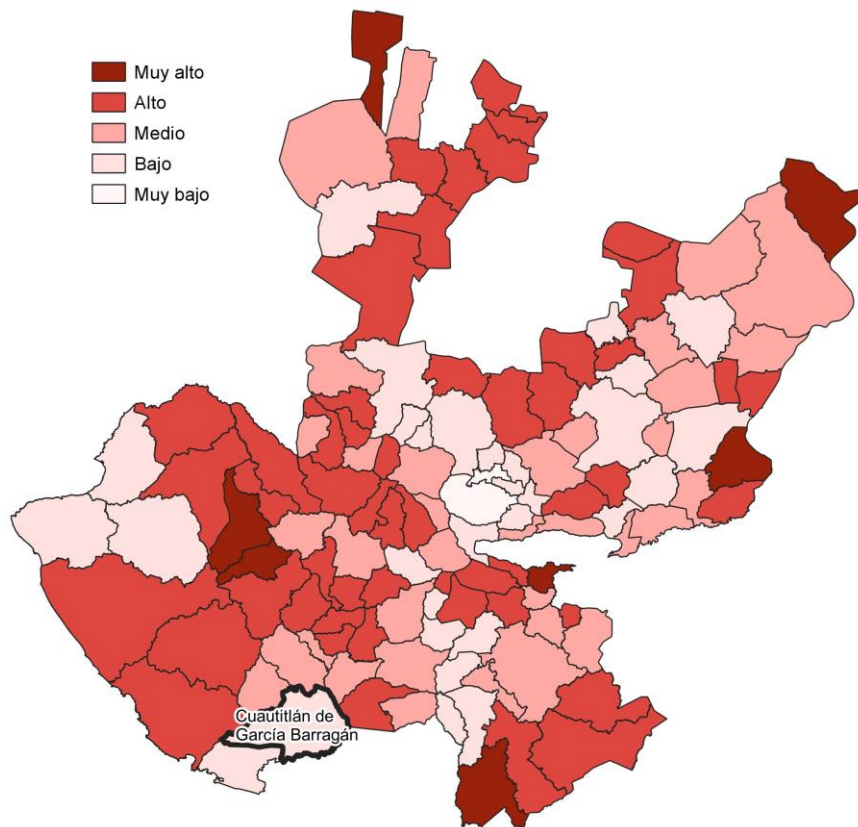 Muy alto
Alto
Medio
Bajo
Muy bajo
Cuautitlán de
García Barragán